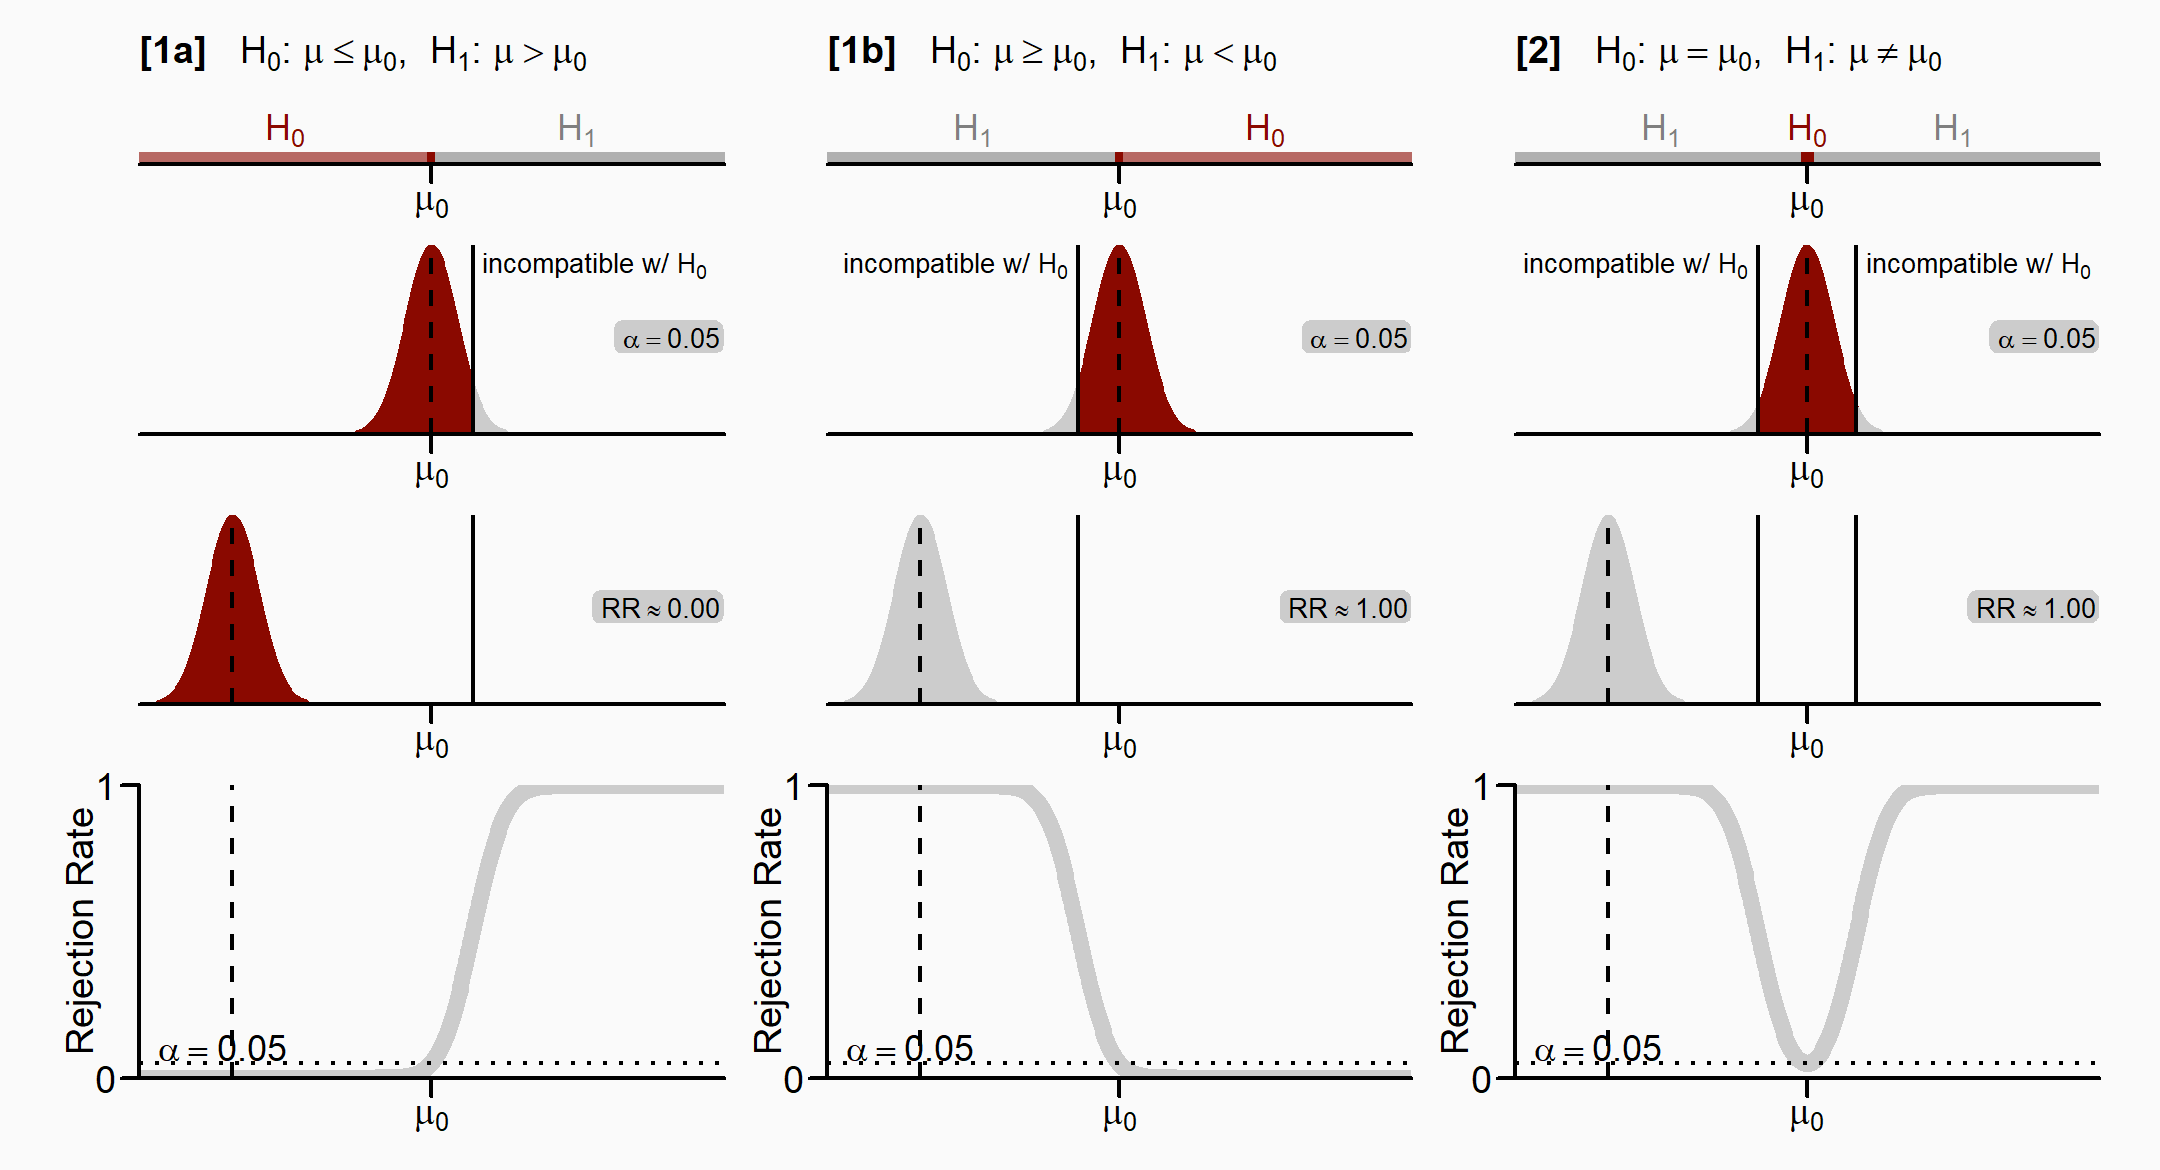 [1a] H₀: μ ≤ μ₀, H₁: μ > μ₀
H₀ H₁
μ₀
incompatible w/ H₀
α = 0.05
μ₀
RR ≈ 0.00
μ₀
1
Rejection Rate
α = 0.05
0
μ₀
[1b] H₀: μ ≥ μ₀, H₁: μ < μ₀
H₁ H₀
μ₀
incompatible w/ H₀
α = 0.05
μ₀
RR ≈ 1.00
μ₀
1
Rejection Rate
α = 0.05
0
μ₀
[2] H₀: μ = μ₀, H₁: μ ≠ μ₀
H₁ H₀ H₁
μ₀
incompatible w/ H₀ incompatible w/ H₀
α = 0.05
μ₀
RR ≈ 1.00
μ₀
1
Rejection Rate
α = 0.05
0
μ₀